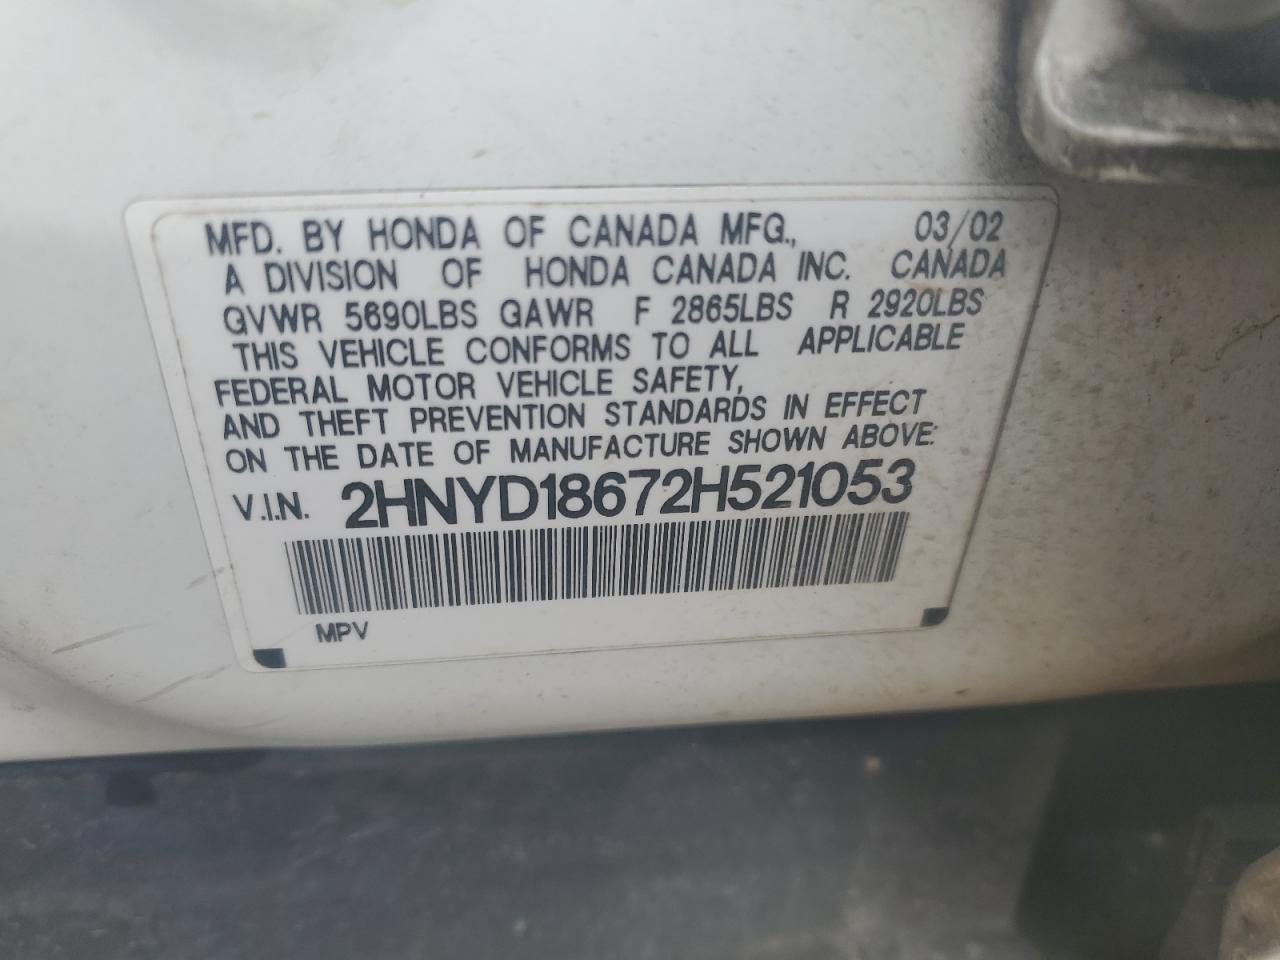 MFD. BY HONDA OF CANADA MFG., 03/02
A DIVISION OF HONDA CANADA INC. CANADA
GVWR 5690LBS GAWR F 2865LBS R 2920LBS
THIS VEHICLE CONFORMS TO ALL APPLICABLE
FEDERAL MOTOR VEHICLE SAFETY,
AND THEFT PREVENTION STANDARDS IN EFFECT
ON THE DATE OF MANUFACTURE SHOWN ABOVE:
V.I.N. 2HNYD18672H521053
MPV